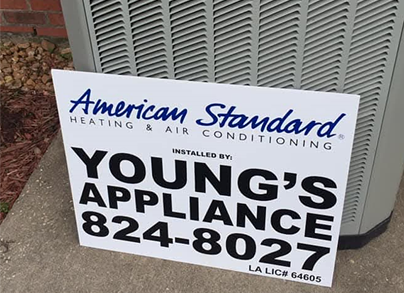 American Standard®
HEATING & AIR CONDITIONING
INSTALLED BY:
YOUNG'S
APPLIANCE
824-8027
LA LIC# 64605